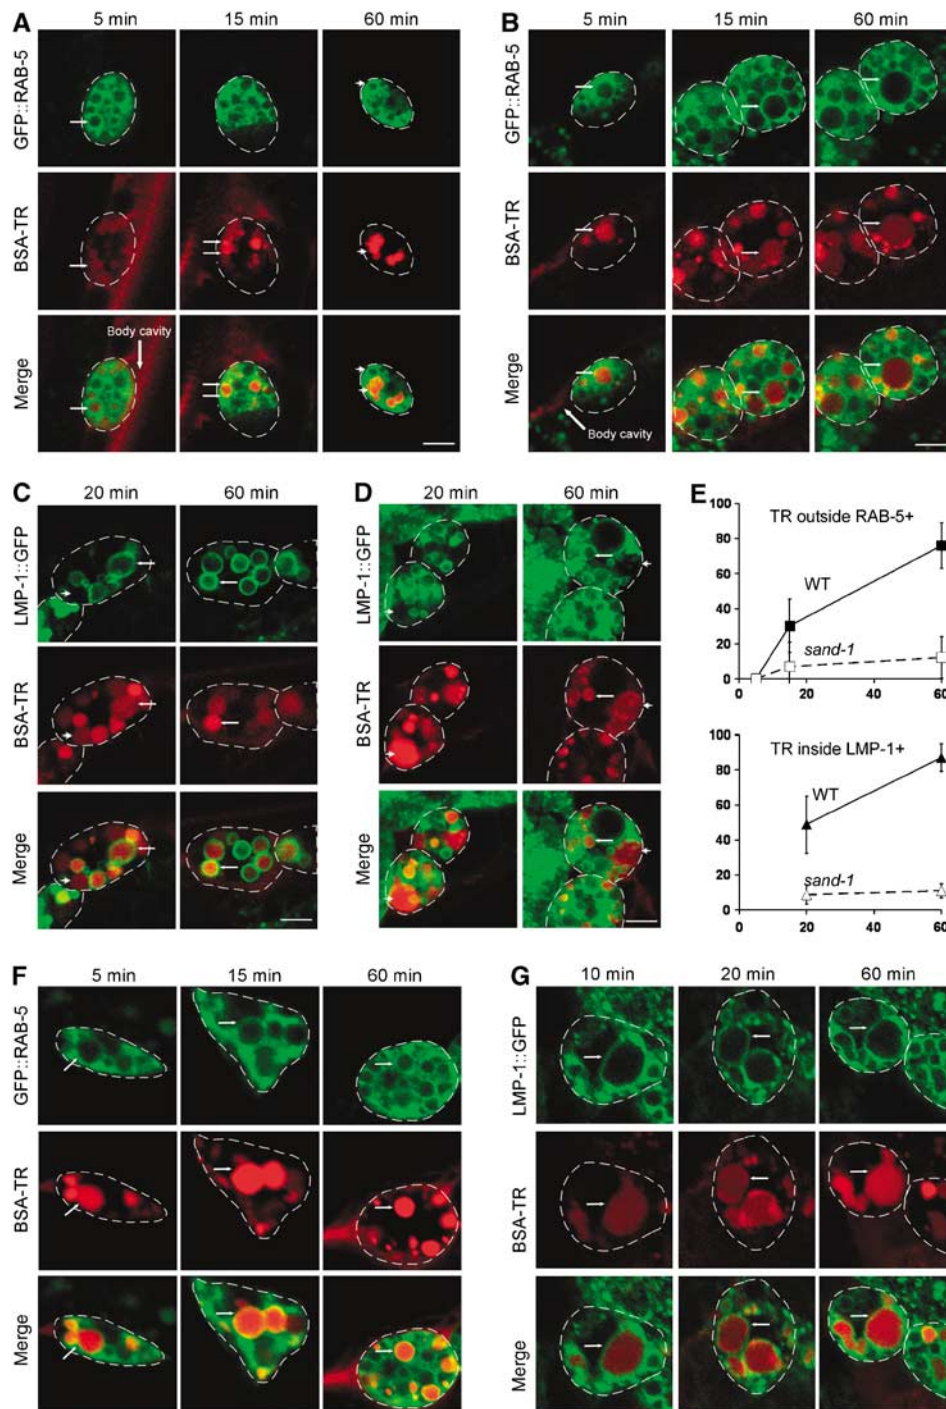 A
5 min 15 min 60 min
GFP::RAB-5
BSA-TR
Merge
Body cavity
B
5 min 15 min 60 min
GFP::RAB-5
BSA-TR
Merge
Body cavity
C
20 min 60 min
LMP-1::GFP
BSA-TR
Merge
D
20 min 60 min
LMP-1::GFP
BSA-TR
Merge
E
TR outside RAB-5+
100
80
60
40
20
0
WT
sand-1
0 20 40 60
TR inside LMP-1+
100
80
60
40
20
0
WT
sand-1
0 20 40 60
F
5 min 15 min 60 min
GFP::RAB-5
BSA-TR
Merge
G
10 min 20 min 60 min
LMP-1::GFP
BSA-TR
Merge